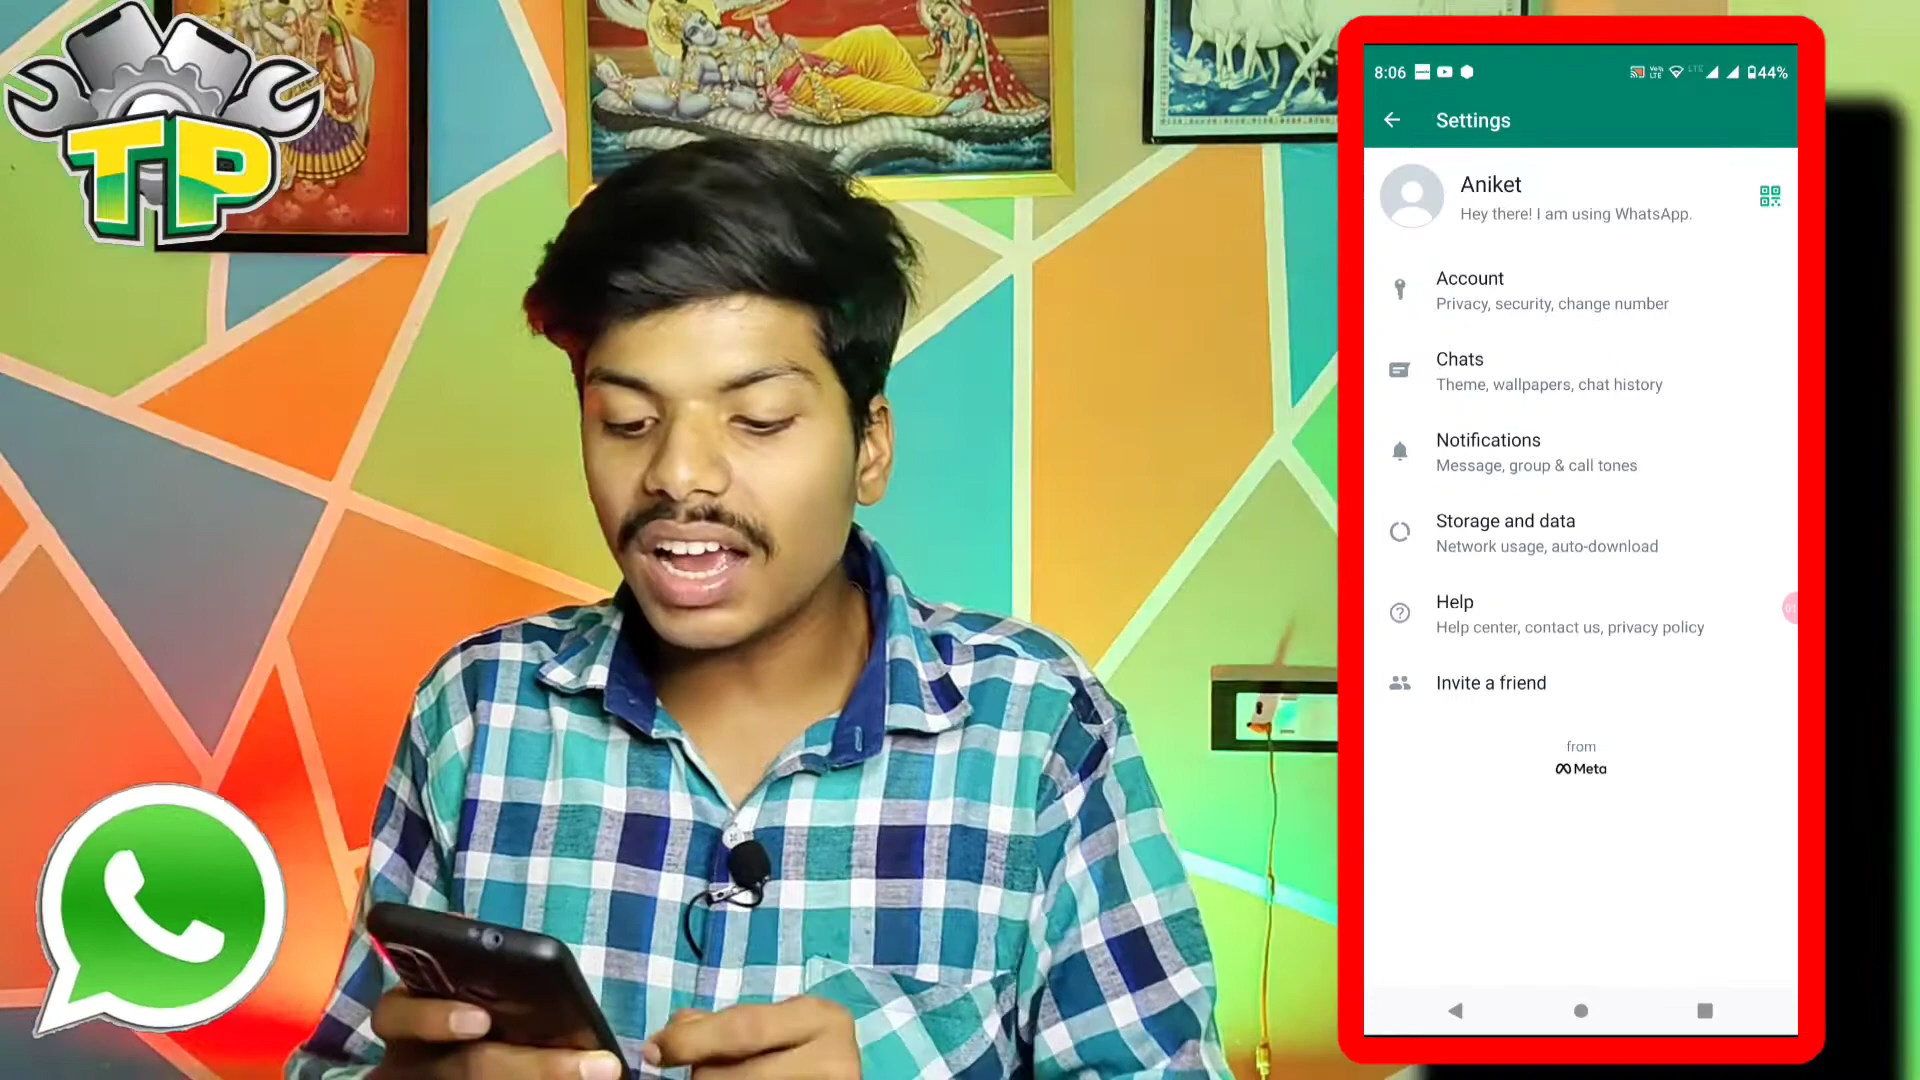 TP
8:06
44%
Settings
Aniket
Hey there! I am using WhatsApp.
Account
Privacy, security, change number
Chats
Theme, wallpapers, chat history
Notifications
Message, group & call tones
Storage and data
Network usage, auto-download
Help
Help center, contact us, privacy policy
Invite a friend
from
Meta